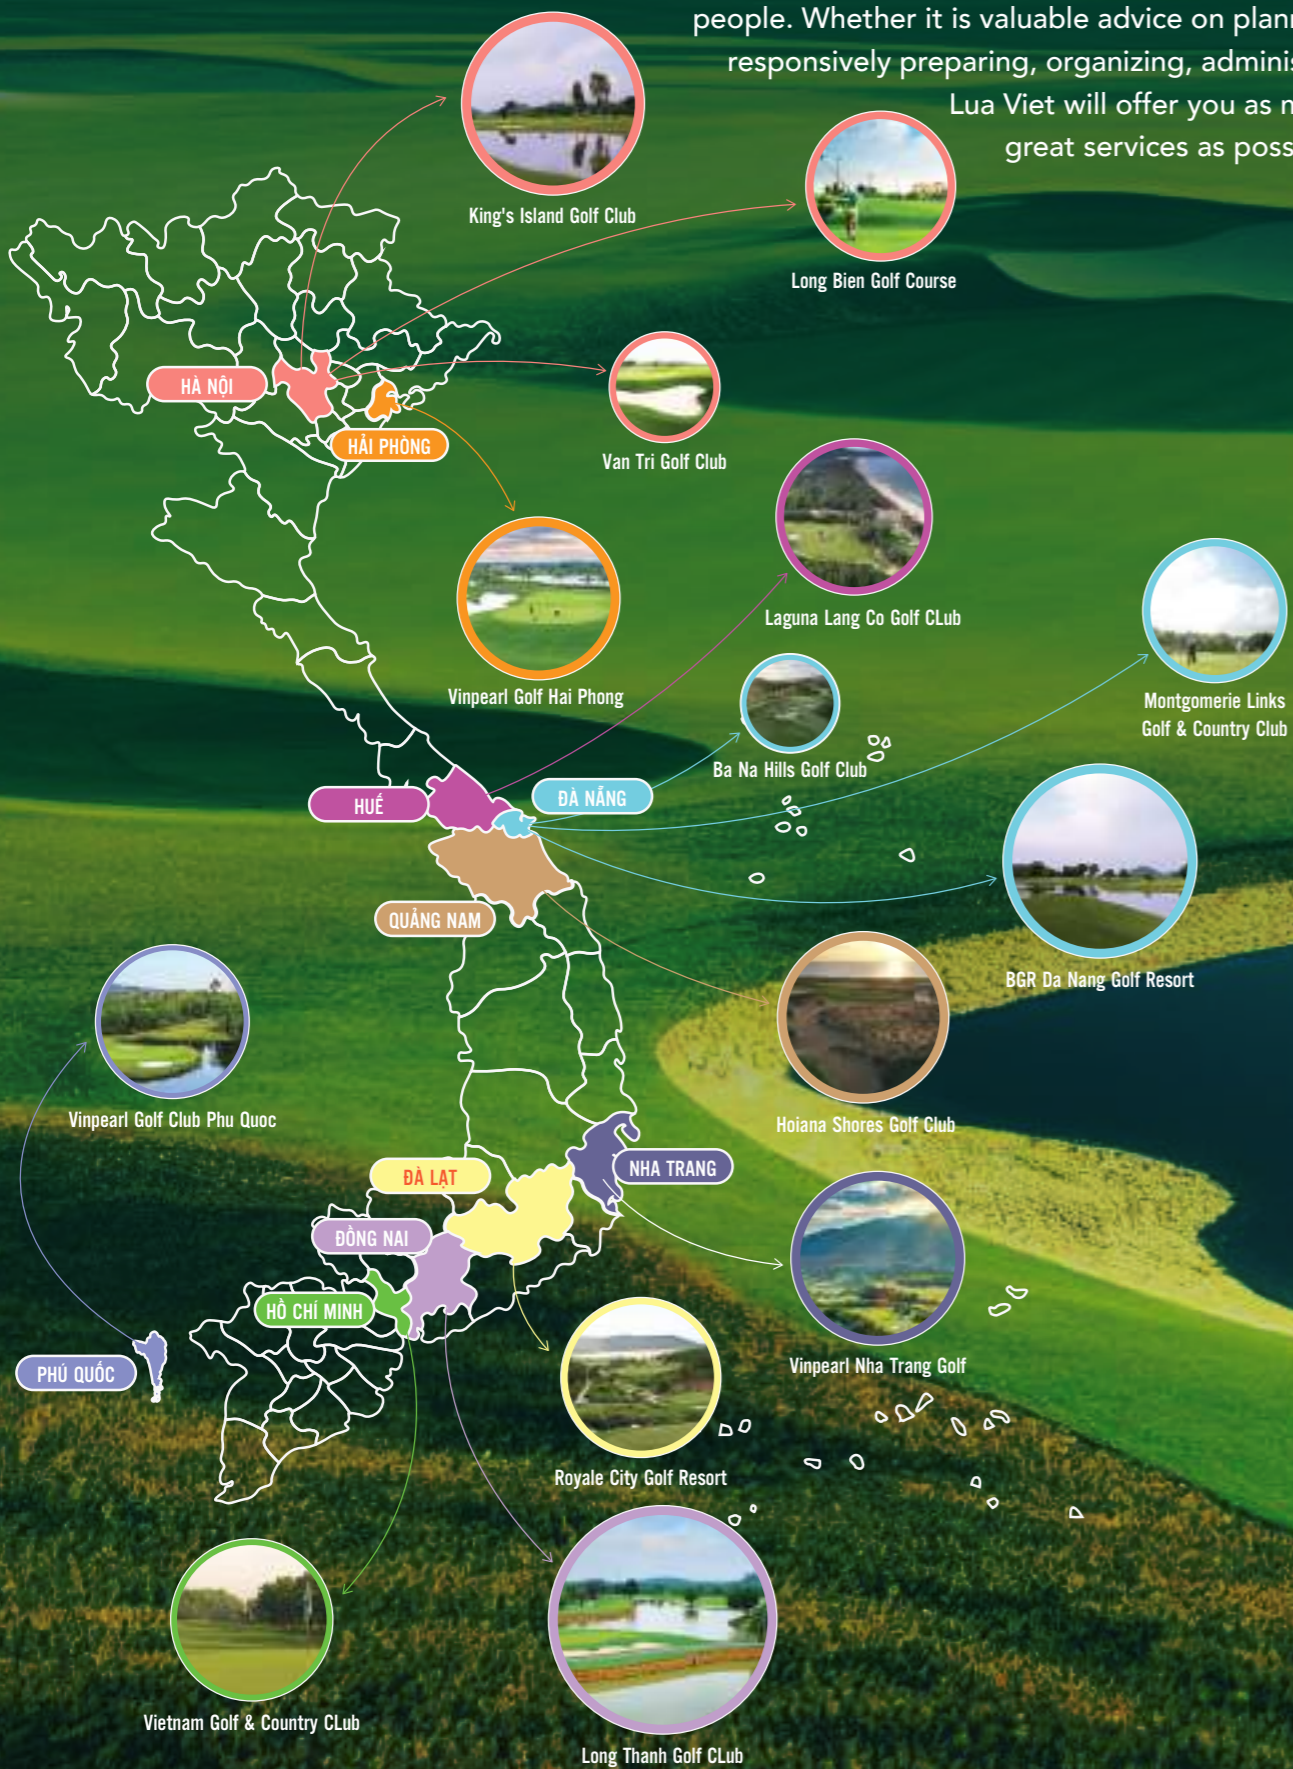 people. Whether it is valuable advice on plan
responsively preparing, organizing, adminis
Lua Viet will offer you as
great services as poss
King's Island Golf Club
Long Bien Golf Course
HÀ NỘI
Van Tri Golf Club
HẢI PHÒNG
Laguna Lang Co Golf CLub
Vinpearl Golf Hai Phong
Montgomerie Links
Golf & Country Club
Ba Na Hills Golf Club
HUẾ
ĐÀ NẴNG
QUẢNG NAM
BGR Da Nang Golf Resort
Vinpearl Golf Club Phu Quoc
Hoiana Shores Golf Club
ĐÀ LẠT
NHA TRANG
ĐỒNG NAI
HỒ CHÍ MINH
PHÚ QUỐC
Vinpearl Nha Trang Golf
Royale City Golf Resort
Vietnam Golf & Country CLub
Long Thanh Golf CLub